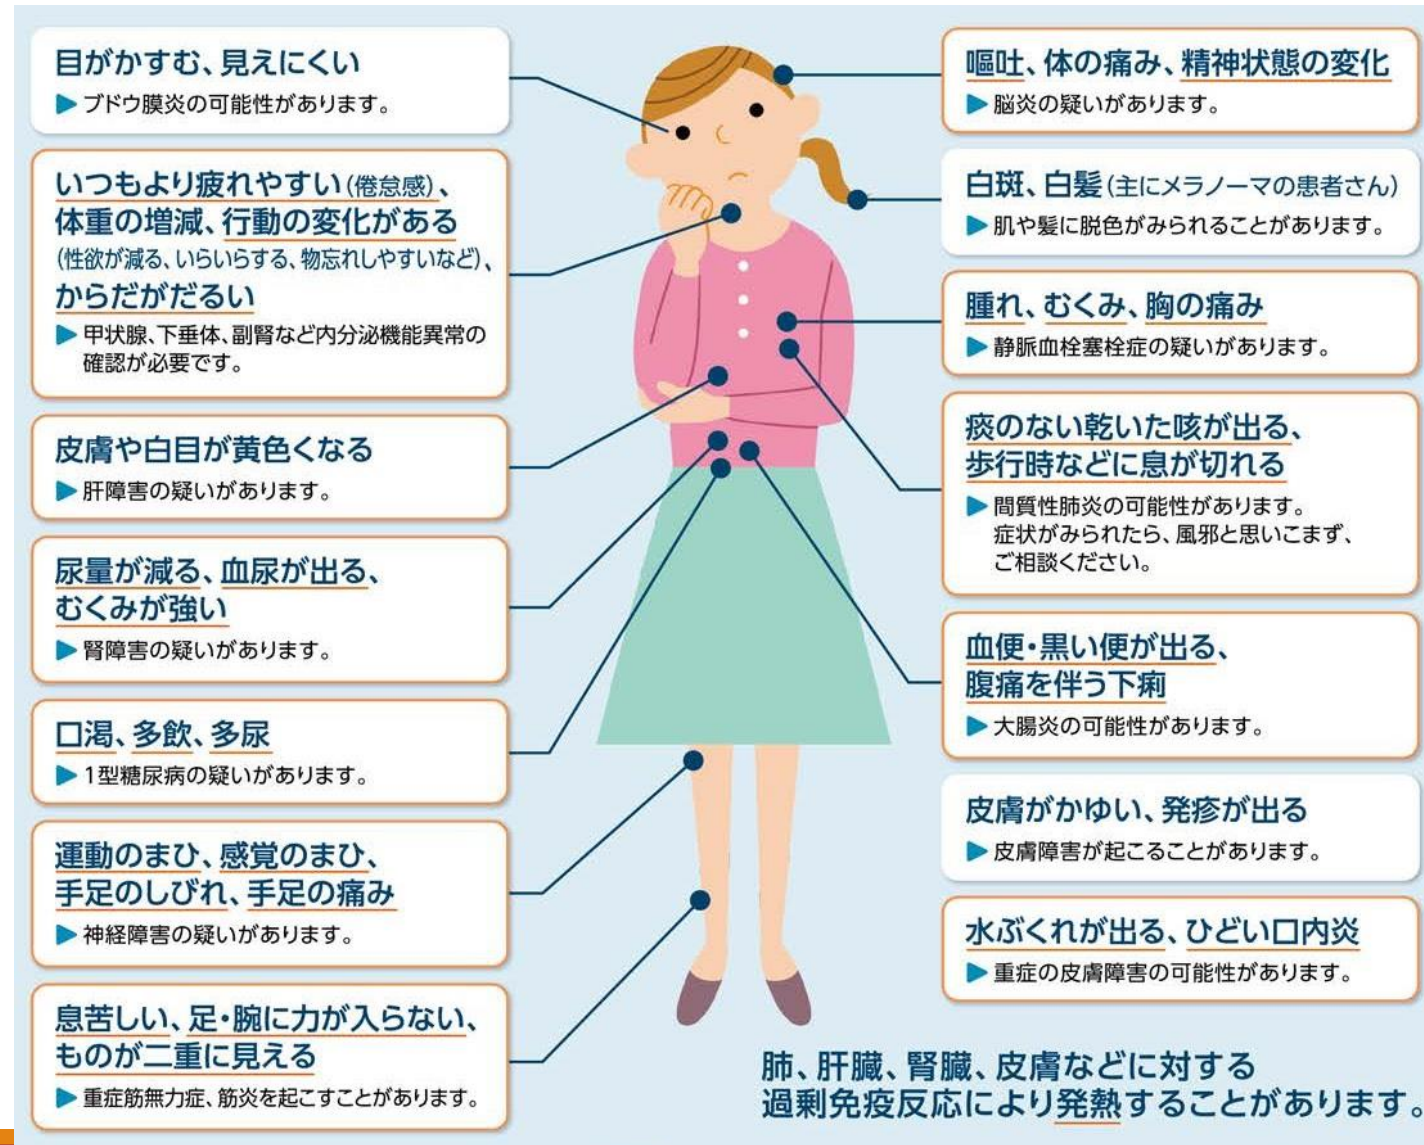 目がかすむ、見えにくい
▶ブドウ膜炎の可能性があります。
いつもより疲れやすい(倦怠感)、
体重の増減、行動の変化がある
(性欲が減る、いらいらする、物忘れしやすいなど)、
からだがだるい
▶甲状腺、下垂体、副腎など内分泌機能異常の
確認が必要です。
皮膚や白目が黄色くなる
▶肝障害の疑いがあります。
尿量が減る、血尿が出る、
むくみが強い
▶腎障害の疑いがあります。
口渇、多飲、多尿
▶1型糖尿病の疑いがあります。
運動のまひ、感覚のまひ、
手足のしびれ、手足の痛み
▶神経障害の疑いがあります。
息苦しい、足・腕に力が入らない、
ものが二重に見える
▶重症筋無力症、筋炎を起こすことがあります。
嘔吐、体の痛み、精神状態の変化
▶脳炎の疑いがあります。
白斑、白髪(主にメラノーマの患者さん)
▶肌や髪に脱色がみられることがあります。
腫れ、むくみ、胸の痛み
▶静脈血栓塞栓症の疑いがあります。
痰のない乾いた咳が出る、
歩行時などに息が切れる
▶間質性肺炎の可能性があります。
症状がみられたら、風邪と思いこまず、
ご相談ください。
血便・黒い便が出る、
腹痛を伴う下痢
▶大腸炎の可能性があります。
皮膚がかゆい、発疹が出る
▶皮膚障害が起こることがあります。
水ぶくれが出る、ひどい口内炎
▶重症の皮膚障害の可能性があります。
肺、肝臓、腎臓、皮膚などに対する
過剰免疫反応により発熱することがあります。